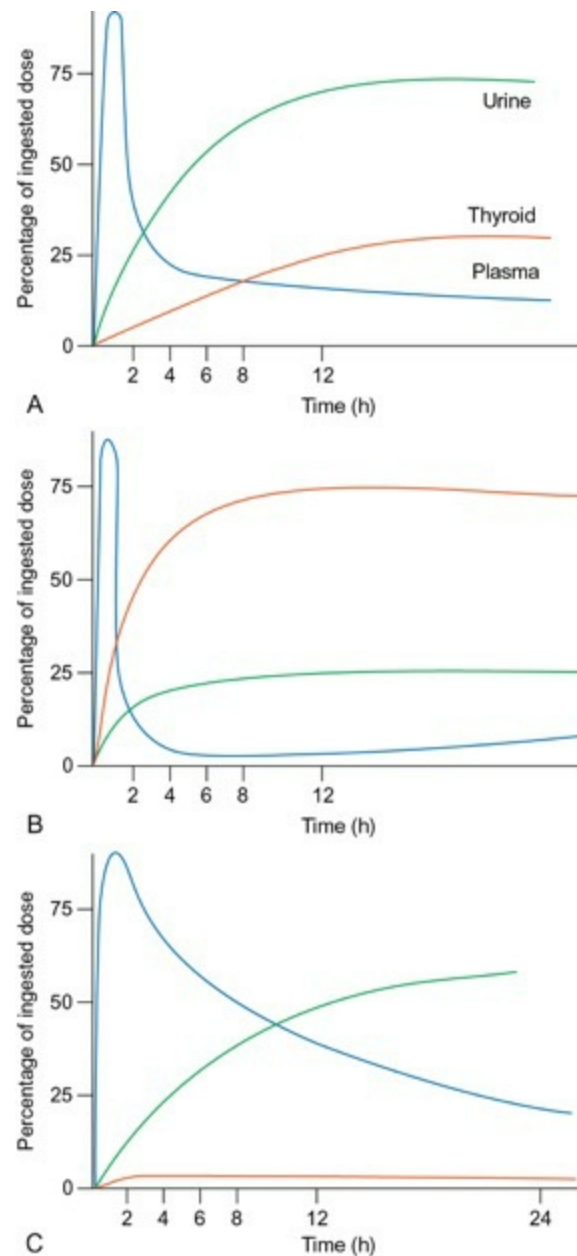 Percentage of ingested dose
75
50
25
0
Urine
Thyroid
Plasma
2 4 6 8 12
A
Time (h)
Percentage of ingested dose
75
50
25
0
2 4 6 8 12
B
Time (h)
Percentage of ingested dose
75
50
25
0
2 4 6 8 12 24
C
Time (h)